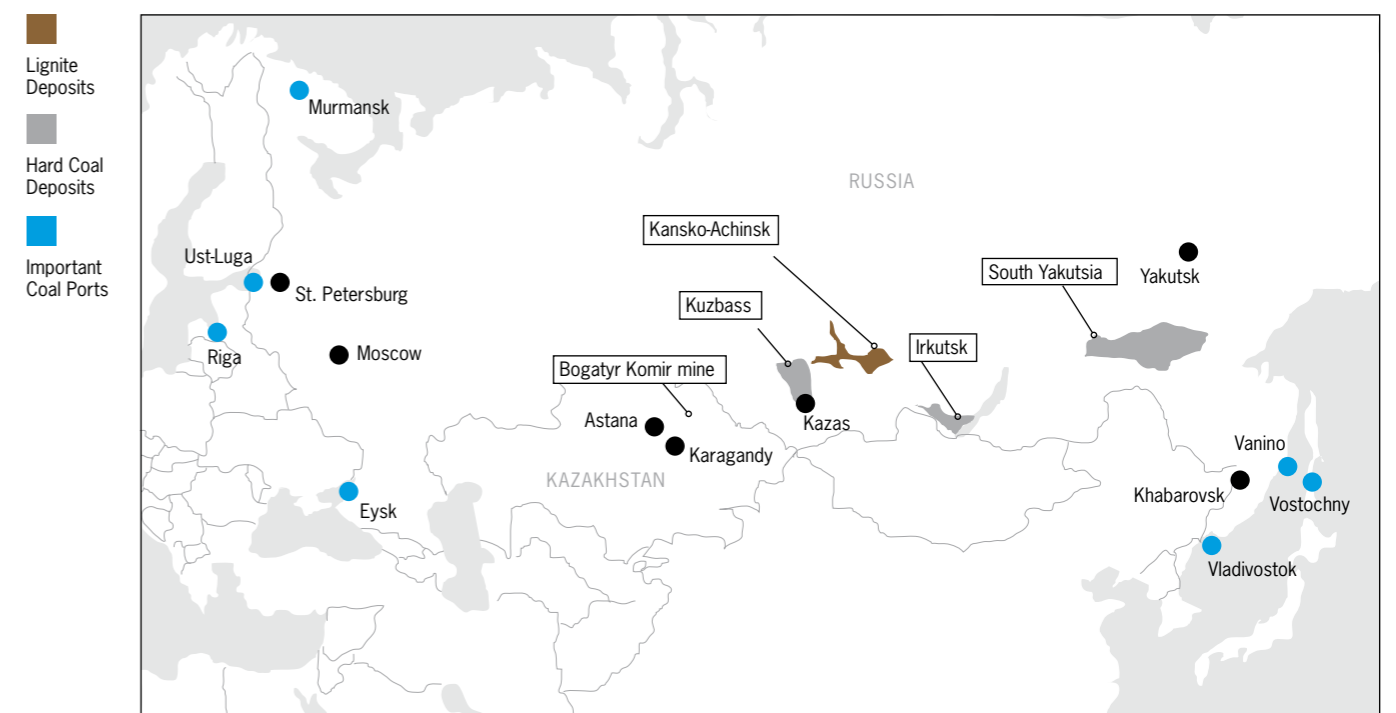 Lignite
Deposits
Hard Coal
Deposits
Important
Coal Ports
Murmansk
RUSSIA
Kansko-Achinsk
Ust-Luga
St. Petersburg
South Yakutsia
Yakutsk
Kuzbass
Riga
Moscow
Irkutsk
Bogatyr Komir mine
Astana
Kazas
Karagandy
KAZAKHSTAN
Vanino
Khabarovsk
Vostochny
Eysk
Vladivostok